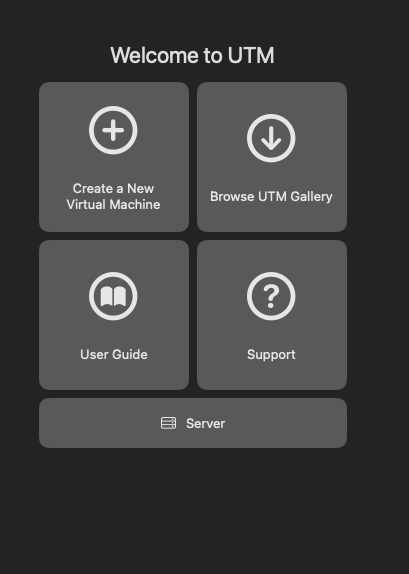 Welcome to UTM
Create a New
Virtual Machine
Browse UTM Gallery
User Guide
Support
Server